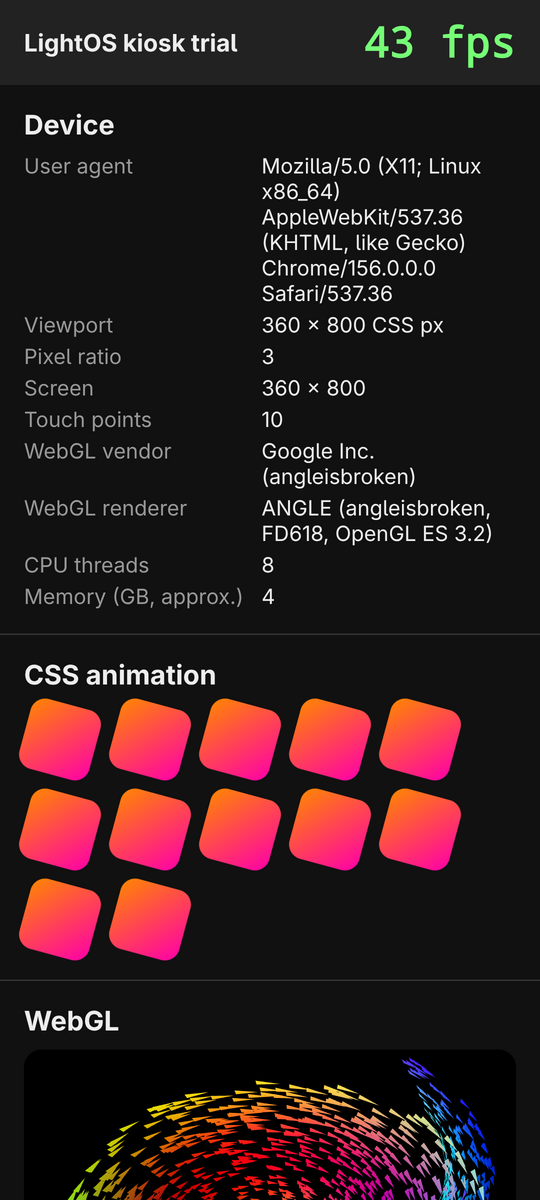 LightOS kiosk trial
43 fps
Device
User agent
Mozilla/5.0 (X11; Linux
x86_64)
AppleWebKit/537.36
(KHTML, like Gecko)
Chrome/156.0.0.0
Safari/537.36
Viewport
360 × 800 CSS px
Pixel ratio
3
Screen
360 × 800
Touch points
10
WebGL vendor
Google Inc.
(angleisbroken)
WebGL renderer
ANGLE (angleisbroken,
FD618, OpenGL ES 3.2)
CPU threads
8
Memory (GB, approx.)
4
CSS animation
WebGL